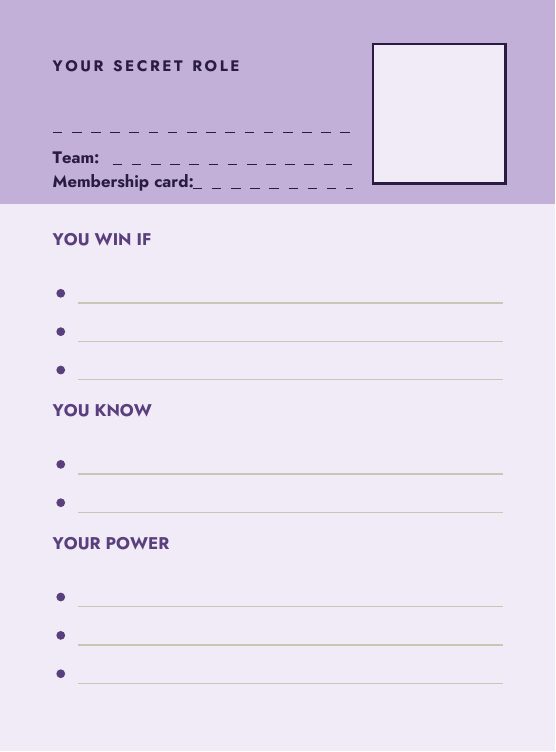 YOUR SECRET ROLE
Team:
Membership card:
YOU WIN IF
YOU KNOW
YOUR POWER